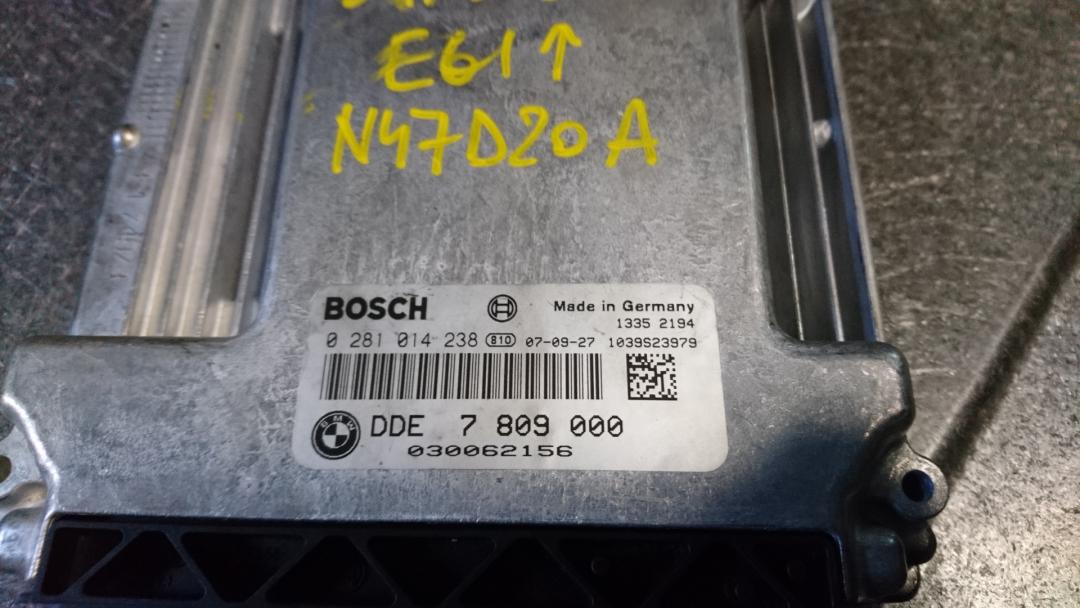 E61↑
N47D20A
BOSCH
Made in Germany
1335 2194
0 281 014 238 810 07-09-27 1039S23979
BMW
DDE 7 809 000
030062156